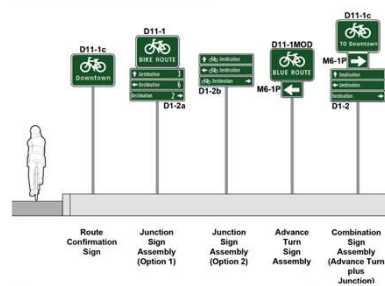 D11-1c
Downtown
Route
Confirmation
Sign
D11-1
BIKE ROUTE
Destination 3
Destination 6
Destination 2
D1-2a
Junction
Sign
Assembly
(Option 1)
Destination
Destination
Destination
D1-2b
Junction
Sign
Assembly
(Option 2)
D11-1MOD
BLUE ROUTE
M6-1P
Advance
Turn
Sign
Assembly
D11-1c
TO Downtown
M6-1P
Destination
Destination
Destination
D1-2
Combination
Sign
Assembly
(Advance Turn
plus
Junction)